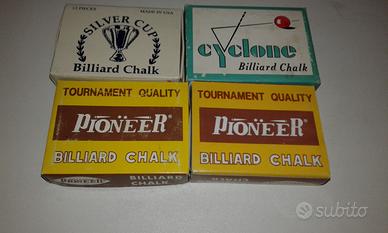 12 PIECES MADE IN USA
SILVER CUP
Billiard Chalk
cyclone
Billiard Chalk
TOURNAMENT QUALITY
PIONEER®
BILLIARD CHALK
PIONEER
TOURNAMENT QUALITY
PIONEER®
BILLIARD CHALK
CHALK
subito